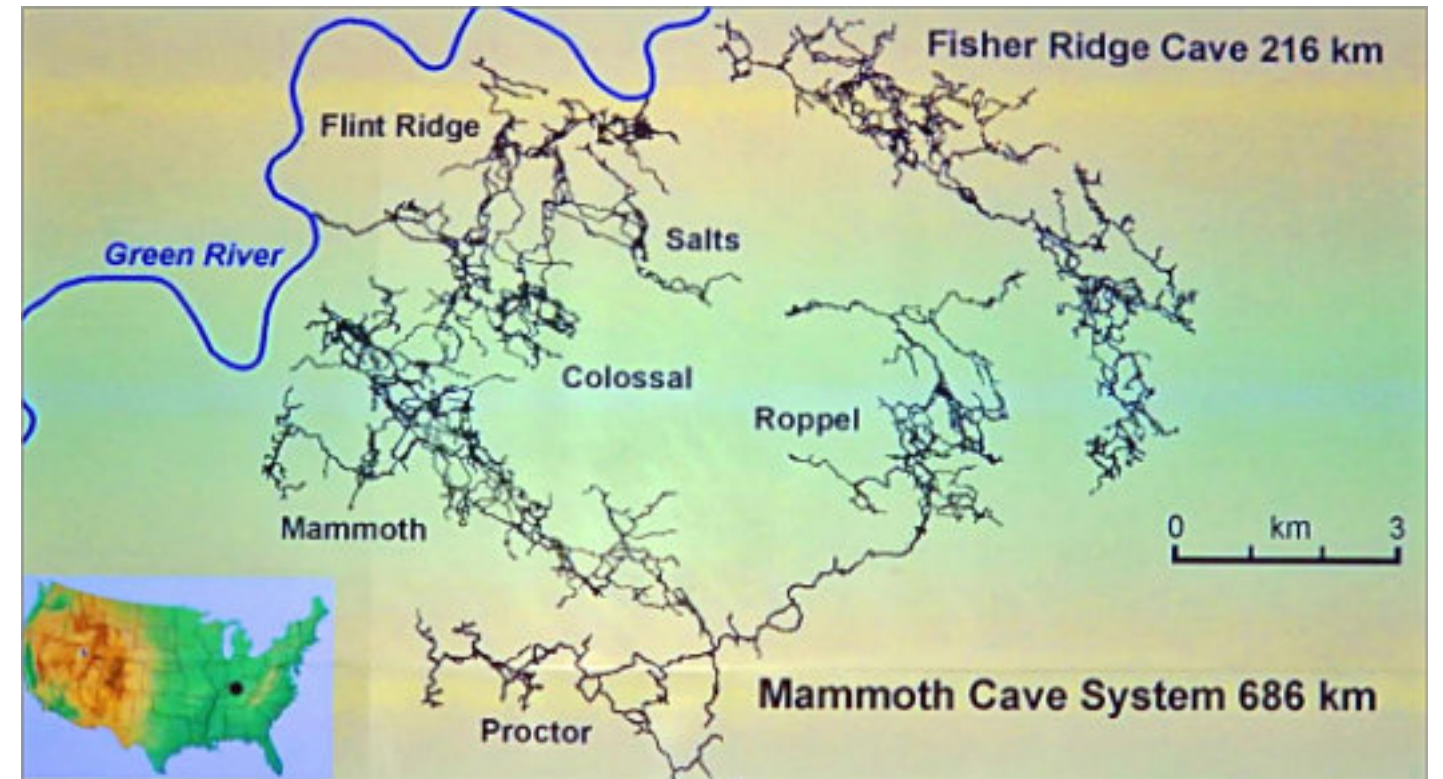 Fisher Ridge Cave 216 km
Flint Ridge
Salts
Green River
Colossal
Roppel
Mammoth
0 km 3
Mammoth Cave System 686 km
Proctor